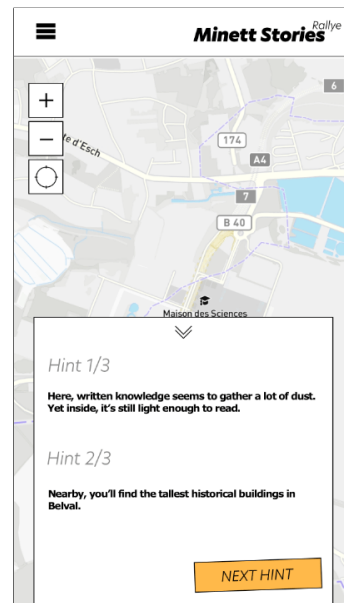 Rallye
Minett Stories
6
+
−
te d'Esch
174
A4
7
B 40
Maison des Sciences
Hint 1/3
Here, written knowledge seems to gather a lot of dust.
Yet inside, it's still light enough to read.
Hint 2/3
Nearby, you'll find the tallest historical buildings in
Belval.
NEXT HINT